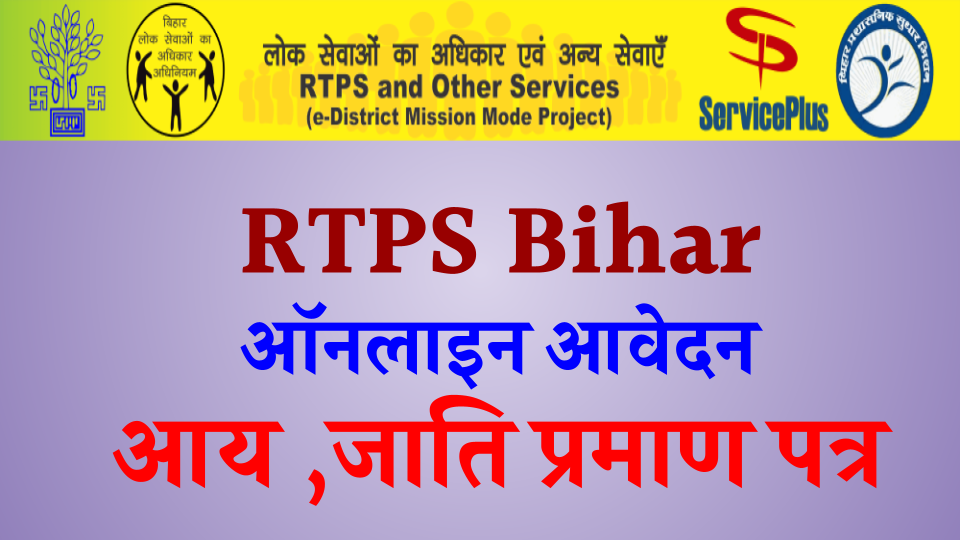 बिहार
लोक सेवाओं का
अधिकार
अधिनियम
लोक सेवाओं का अधिकार एवं अन्य सेवाएँ
RTPS and Other Services
(e-District Mission Mode Project)
ServicePlus
बिहार प्रशासनिक सुधार मिशन
RTPS Bihar
ऑनलाइन आवेदन
आय ,जाति प्रमाण पत्र